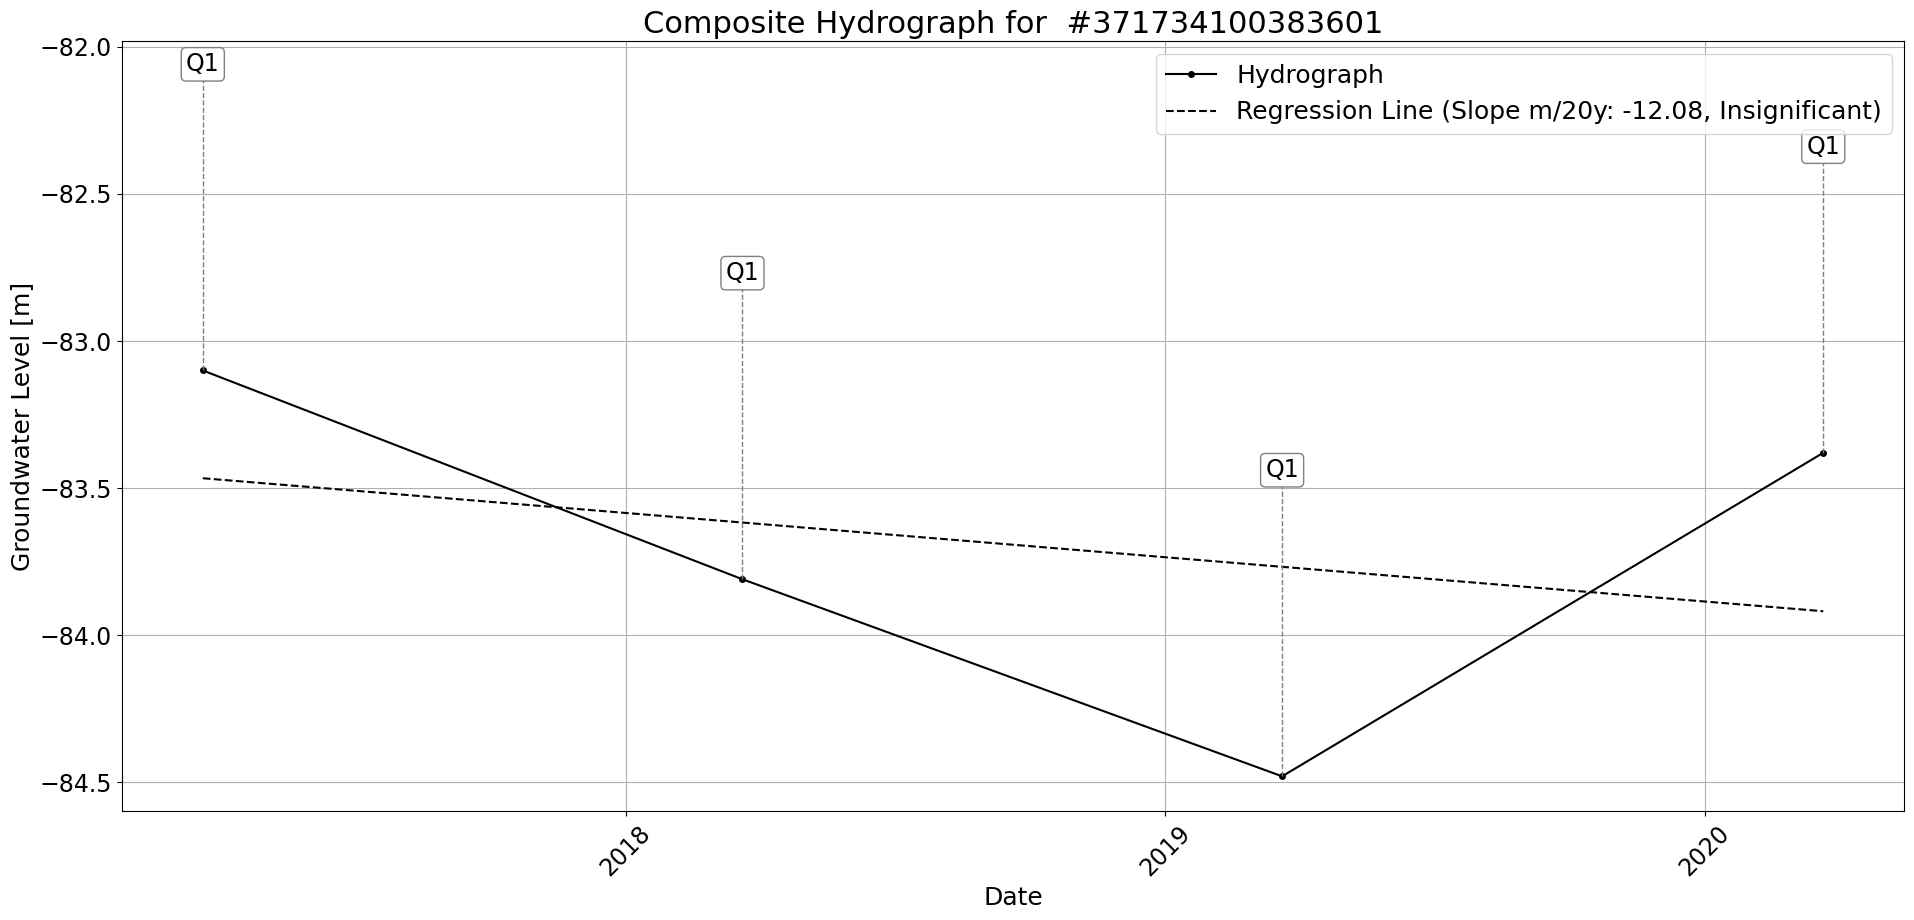 Composite Hydrograph for  #371734100383601
Hydrograph
Regression Line (Slope m/20y: -12.08, Insignificant)
Q1
Q1
Q1
Q1
Groundwater Level [m]
−82.0
−82.5
−83.0
−83.5
−84.0
−84.5
2018
2019
2020
Date